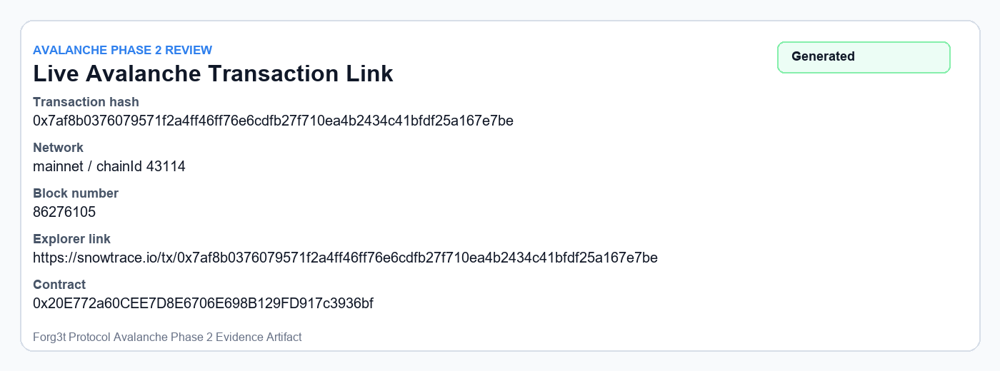 AVALANCHE PHASE 2 REVIEW
Generated
Live Avalanche Transaction Link
Transaction hash
0x7af8b0376079571f2a4ff46ff76e6cdfb27f710ea4b2434c41bfdf25a167e7be
Network
mainnet / chainId 43114
Block number
86276105
Explorer link
https://snowtrace.io/tx/0x7af8b0376079571f2a4ff46ff76e6cdfb27f710ea4b2434c41bfdf25a167e7be
Contract
0x20E772a60CEE7D8E6706E698B129FD917c3936bf
Forg3t Protocol Avalanche Phase 2 Evidence Artifact